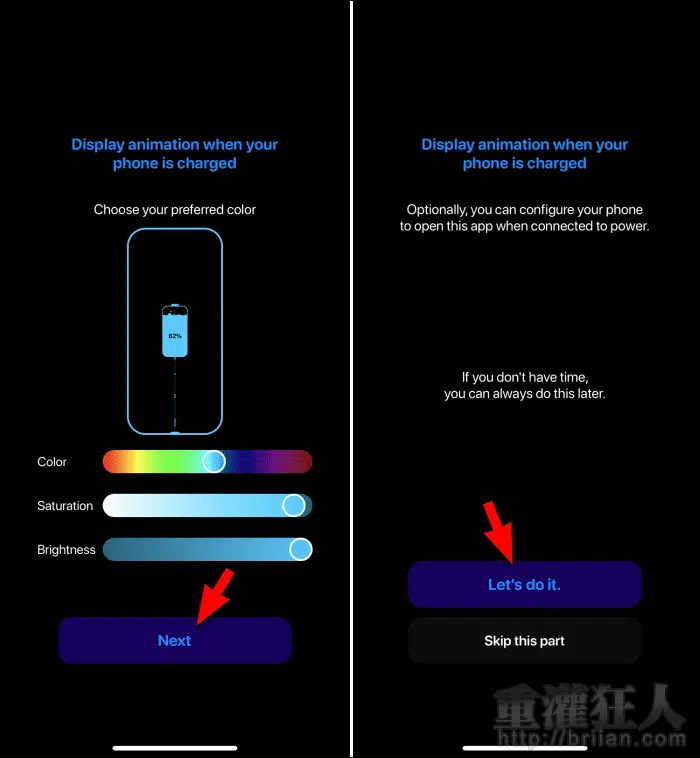 Display animation when your
phone is charged
Choose your preferred color
82%
Color
Saturation
Brightness
Next
Display animation when your
phone is charged
Optionally, you can configure your phone
to open this app when connected to power.
If you don't have time,
you can always do this later.
Let's do it.
Skip this part
重灌狂人
http://briian.com